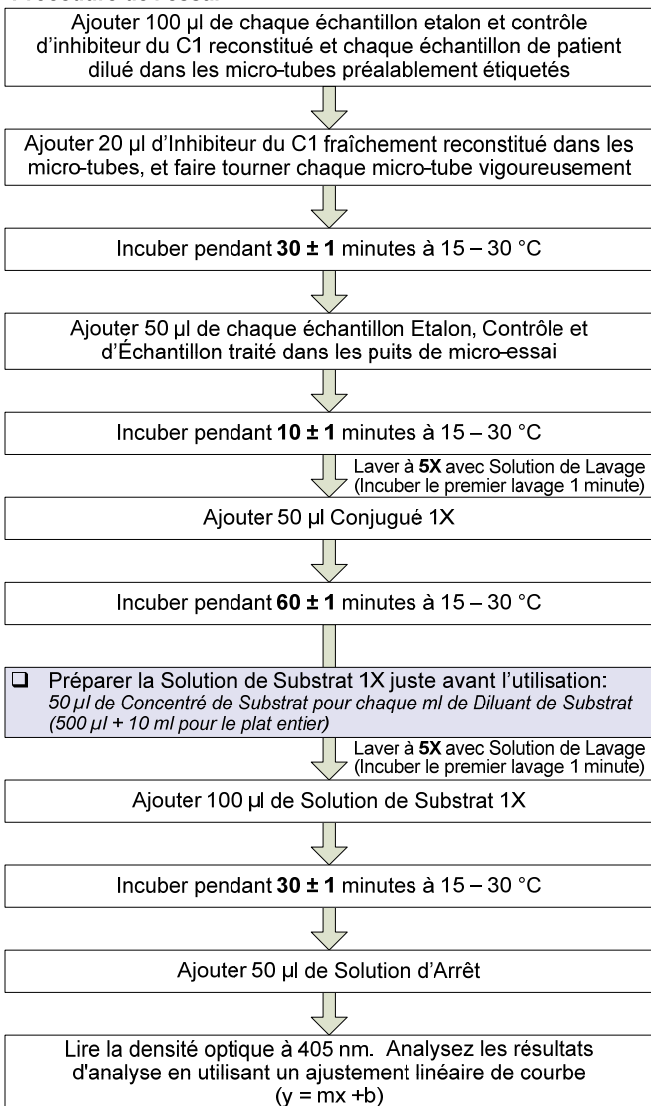 Ajouter 100 µl de chaque échantillon etalon et contrôle
d'inhibiteur du C1 reconstitué et chaque échantillon de patient
dilué dans les micro-tubes préalablement étiquetés
Ajouter 20 µl d'Inhibiteur du C1 fraîchement reconstitué dans les
micro-tubes, et faire tourner chaque micro-tube vigoureusement
Incuber pendant 30 ± 1 minutes à 15 – 30 °C
Ajouter 50 µl de chaque échantillon Etalon, Contrôle et
d'Échantillon traité dans les puits de micro-essai
Incuber pendant 10 ± 1 minutes à 15 – 30 °C
Laver à 5X avec Solution de Lavage
(Incuber le premier lavage 1 minute)
Ajouter 50 µl Conjugué 1X
Incuber pendant 60 ± 1 minutes à 15 – 30 °C
❑ Préparer la Solution de Substrat 1X juste avant l'utilisation:
50 µl de Concentré de Substrat pour chaque ml de Diluant de Substrat
(500 µl + 10 ml pour le plat entier)
Laver à 5X avec Solution de Lavage
(Incuber le premier lavage 1 minute)
Ajouter 100 µl de Solution de Substrat 1X
Incuber pendant 30 ± 1 minutes à 15 – 30 °C
Ajouter 50 µl de Solution d'Arrêt
Lire la densité optique à 405 nm. Analysez les résultats
d'analyse en utilisant un ajustement linéaire de courbe
(y = mx +b)